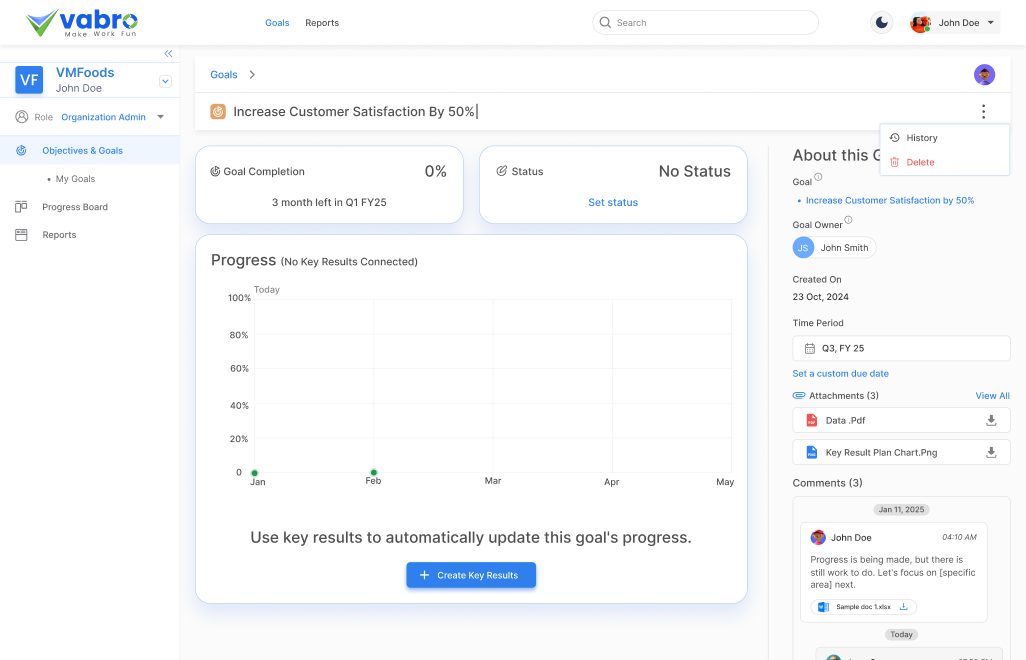 vabro
Make Work Fun
Goals
Reports
Search
John Doe
VF
VMFoods
John Doe
Role Organization Admin
Objectives & Goals
• My Goals
Progress Board
Reports
Goals
Increase Customer Satisfaction By 50%
History
Delete
Goal Completion
0%
3 month left in Q1 FY25
Status
No Status
Set status
Progress (No Key Results Connected)
Today
100%
80%
60%
40%
20%
0
Jan
Feb
Mar
Apr
May
Use key results to automatically update this goal's progress.
Create Key Results
About this G
Goal
• Increase Customer Satisfaction by 50%
Goal Owner
JS John Smith
Created On
23 Oct, 2024
Time Period
Q3, FY 25
Set a custom due date
Attachments (3)
View All
Data .Pdf
Key Result Plan Chart.Png
Comments (3)
Jan 11, 2025
John Doe
04:10 AM
Progress is being made, but there is
still work to do. Let's focus on [specific
area] next.
Sample doc 1.xlsx
Today